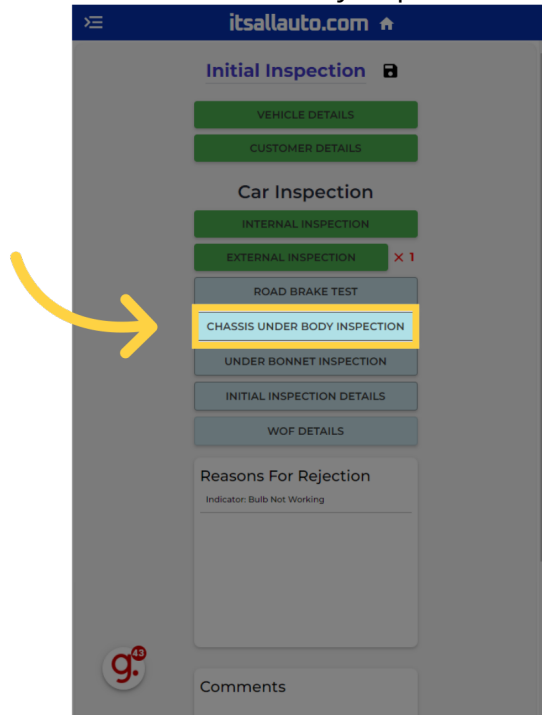 itsallauto.com
Initial Inspection
VEHICLE DETAILS
CUSTOMER DETAILS
Car Inspection
INTERNAL INSPECTION
EXTERNAL INSPECTION × 1
ROAD BRAKE TEST
CHASSIS UNDER BODY INSPECTION
UNDER BONNET INSPECTION
INITIAL INSPECTION DETAILS
WOF DETAILS
Reasons For Rejection
Indicator: Bulb Not Working
g. 43
Comments